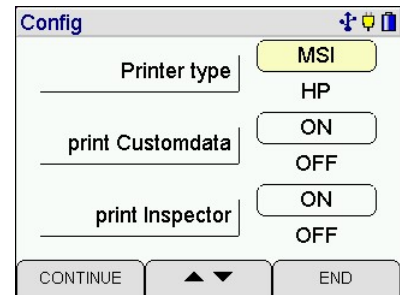 Config
Printer type
MSI
HP
print Customdata
ON
OFF
print Inspector
ON
OFF
CONTINUE
▲ ▼
END